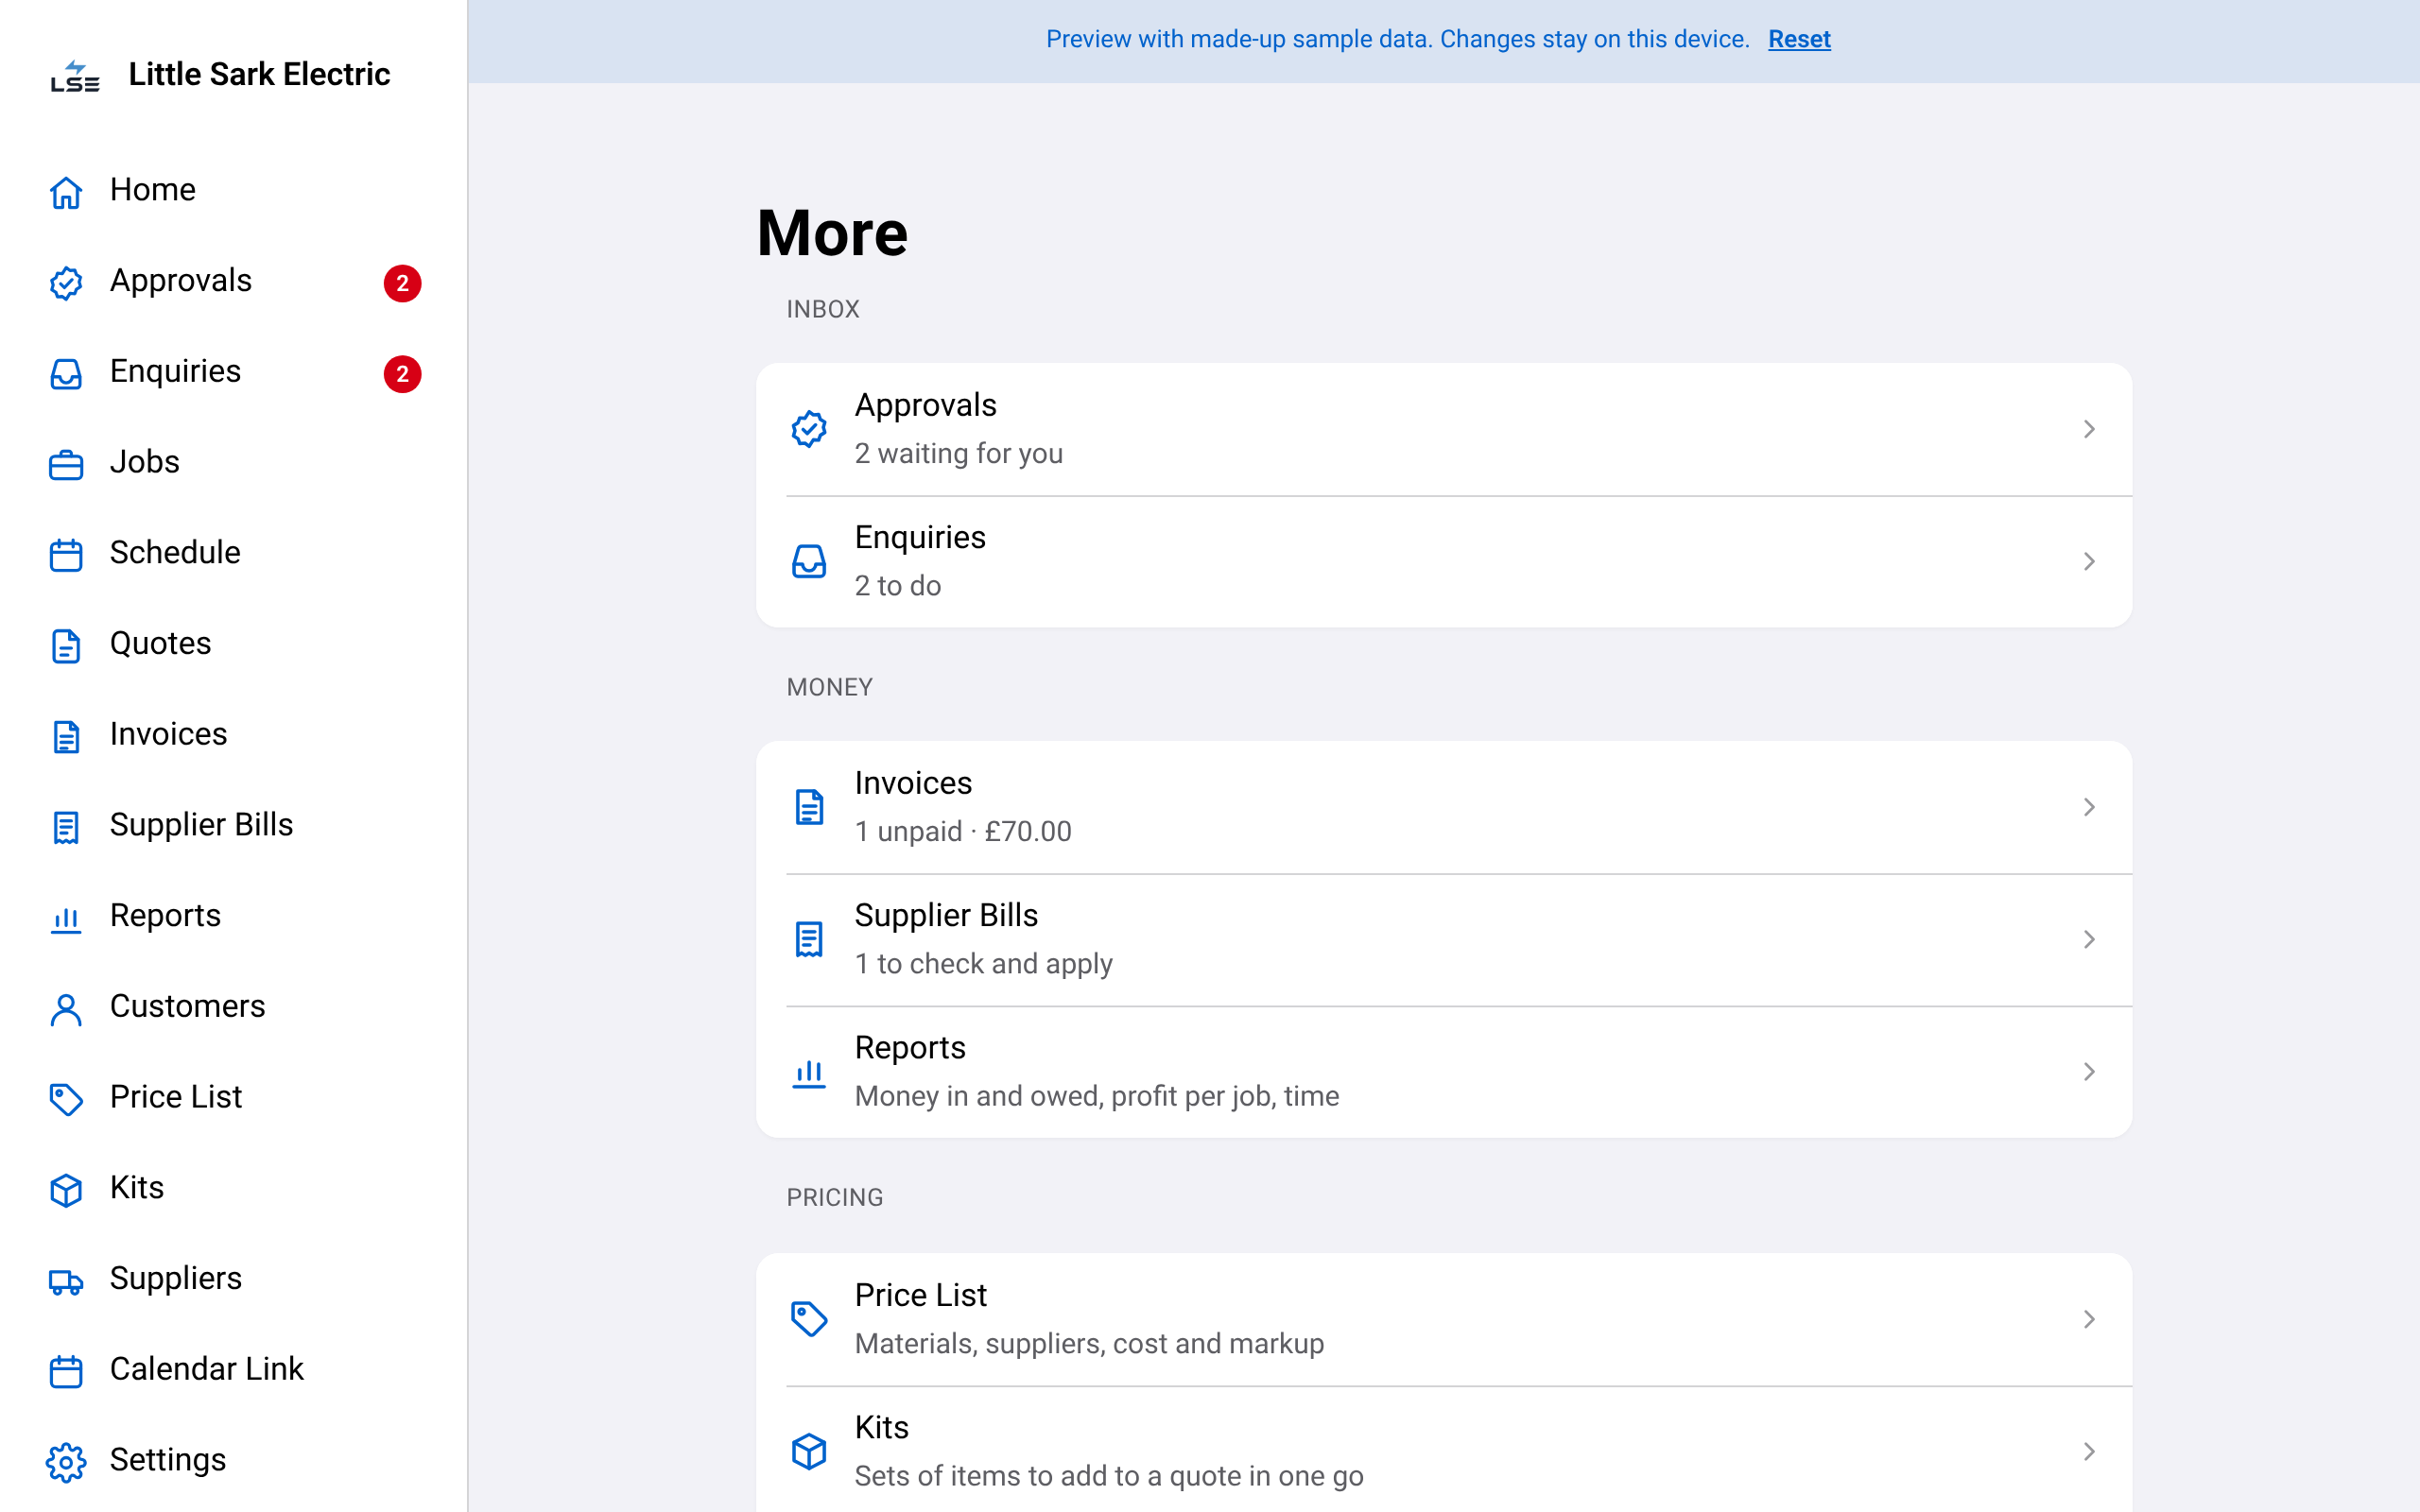 LSE Little Sark Electric
Home
Approvals 2
Enquiries 2
Jobs
Schedule
Quotes
Invoices
Supplier Bills
Reports
Customers
Price List
Kits
Suppliers
Calendar Link
Settings
Preview with made-up sample data. Changes stay on this device. Reset
More
INBOX
Approvals
2 waiting for you
Enquiries
2 to do
MONEY
Invoices
1 unpaid · £70.00
Supplier Bills
1 to check and apply
Reports
Money in and owed, profit per job, time
PRICING
Price List
Materials, suppliers, cost and markup
Kits
Sets of items to add to a quote in one go